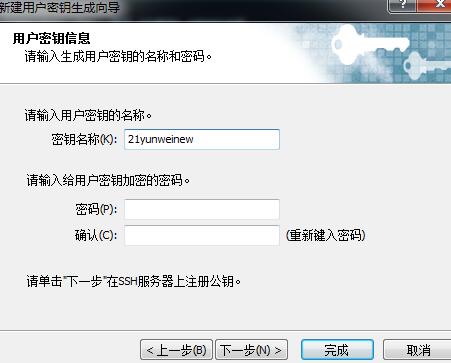 新建用户密钥生成向导
用户密钥信息
请输入生成用户密钥的名称和密码。
请输入用户密钥的名称。
密钥名称(K): 21yunweinew
请输入给用户密钥加密的密码。
密码(P):
确认(C): (重新键入密码)
请单击"下一步"在SSH服务器上注册公钥。
< 上一步(B) 下一步(N) > 完成 取消